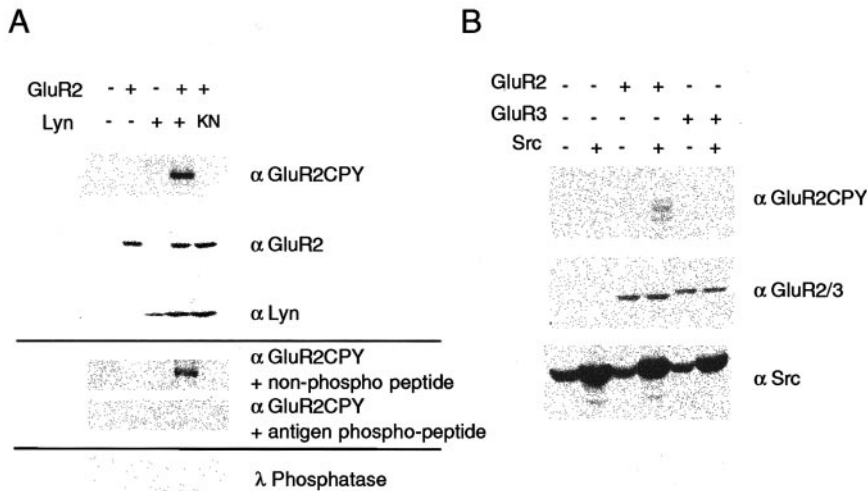 A
GluR2 - + - + +
Lyn - - + + KN
α GluR2CPY
α GluR2
α Lyn
α GluR2CPY
+ non-phospho peptide
α GluR2CPY
+ antigen phospho-peptide
λ Phosphatase
B
GluR2 - - + + - -
GluR3 - - - - + +
Src - + - + - +
α GluR2CPY
α GluR2/3
α Src